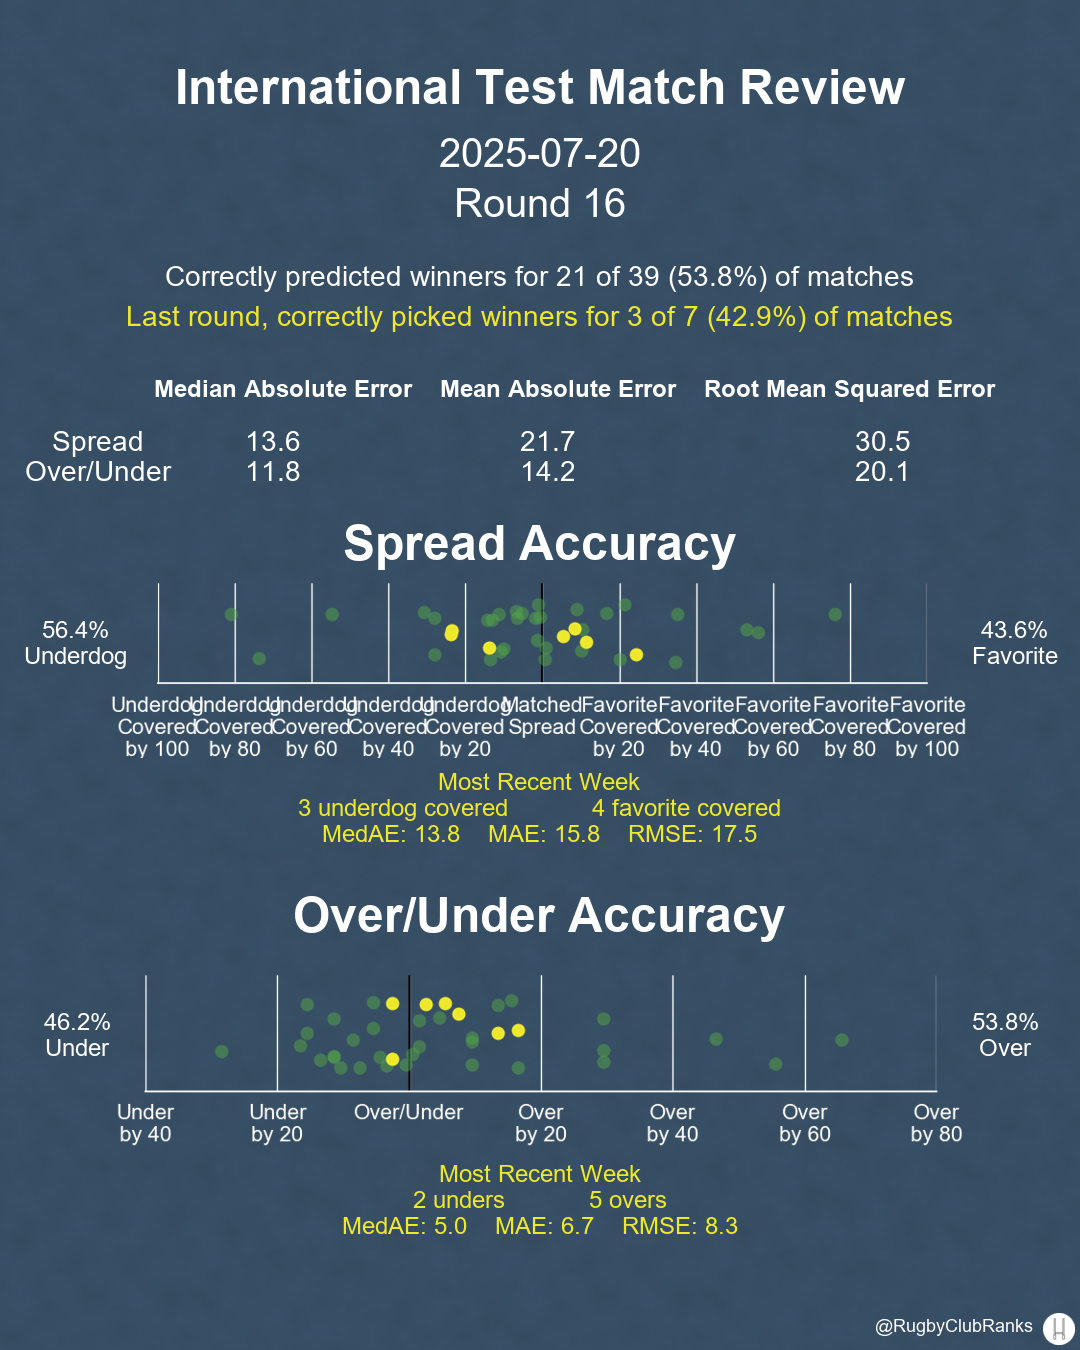 International Test Match Review
2025-07-20
Round 16
Correctly predicted winners for 21 of 39 (53.8%) of matches
Last round, correctly picked winners for 3 of 7 (42.9%) of matches
Median Absolute Error Mean Absolute Error Root Mean Squared Error
Spread 13.6 21.7 30.5
Over/Under 11.8 14.2 20.1
Spread Accuracy
56.4% 43.6%
Underdog Favorite
Underdog Underdog Underdog Underdog Underdog Matched Favorite Favorite Favorite Favorite Favorite
Covered Covered Covered Covered Covered Spread Covered Covered Covered Covered Covered
by 100 by 80 by 60 by 40 by 20 by 20 by 40 by 60 by 80 by 100
Most Recent Week
3 underdog covered 4 favorite covered
MedAE: 13.8 MAE: 15.8 RMSE: 17.5
Over/Under Accuracy
46.2% 53.8%
Under Over
Under Under Over/Under Over Over Over Over
by 40 by 20 by 20 by 40 by 60 by 80
Most Recent Week
2 unders 5 overs
MedAE: 5.0 MAE: 6.7 RMSE: 8.3
@RugbyClubRanks